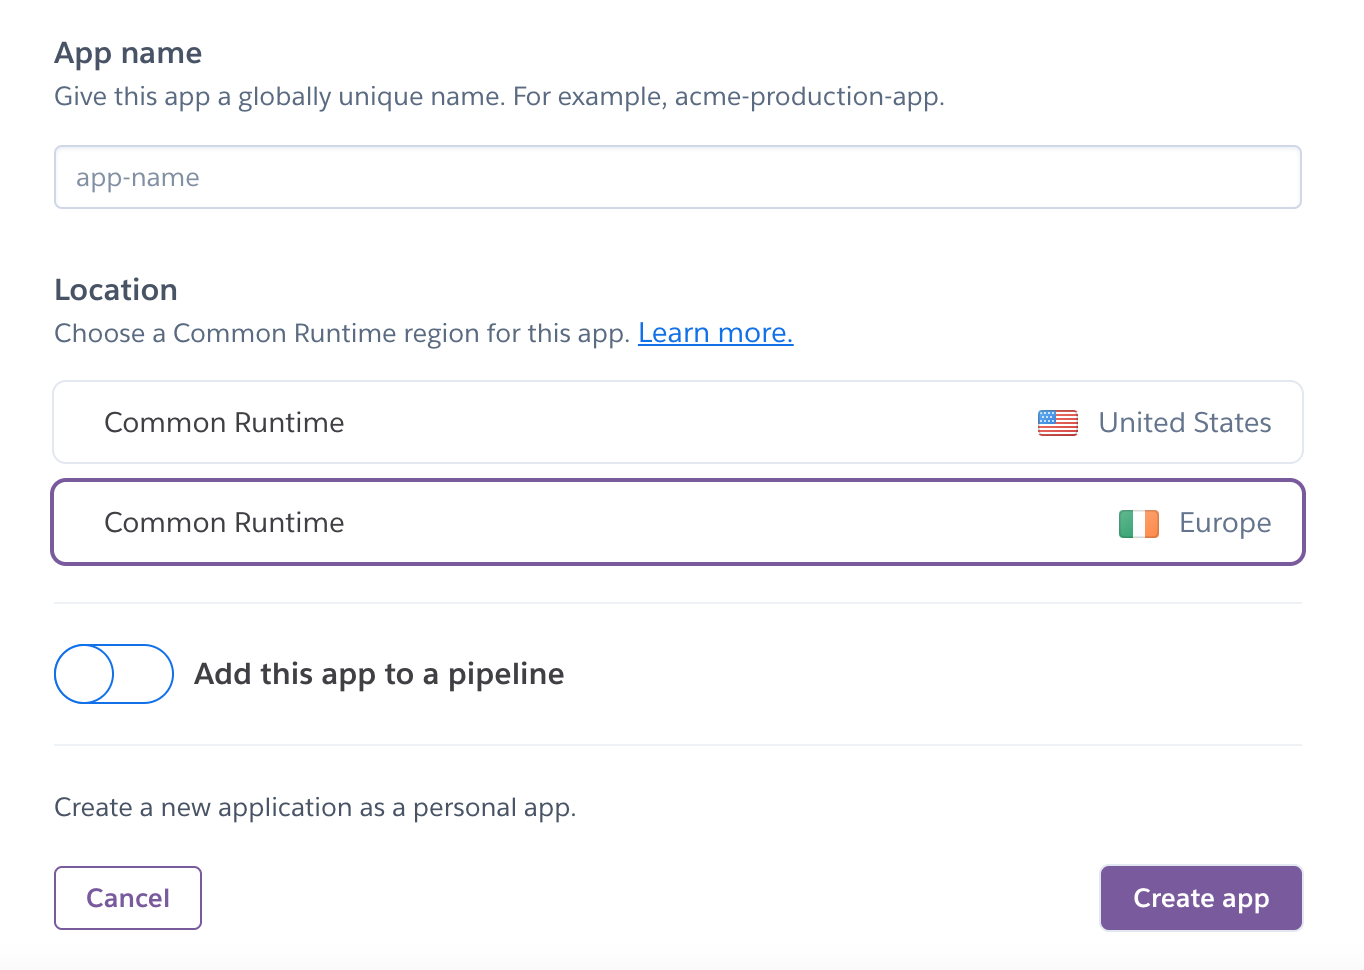 App name
Give this app a globally unique name. For example, acme-production-app.
app-name
Location
Choose a Common Runtime region for this app. Learn more.
Common Runtime United States
Common Runtime Europe
Add this app to a pipeline
Create a new application as a personal app.
Cancel Create app